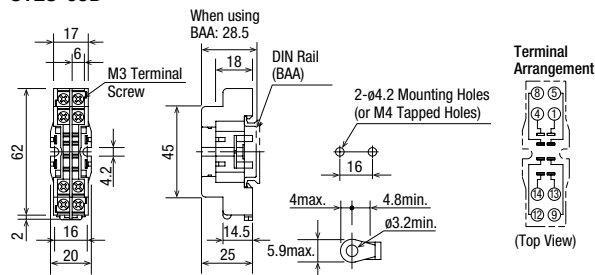 When using
BAA: 28.5
17
6
18
M3 Terminal
Screw
DIN Rail
(BAA)
2-ø4.2 Mounting Holes
(or M4 Tapped Holes)
Terminal
Arrangement
8 5
4 1
62
4.2
45
16
4max.
4.8min.
ø3.2min.
14 13
12 9
2
16
14.5
5.9max.
20
25
(Top View)